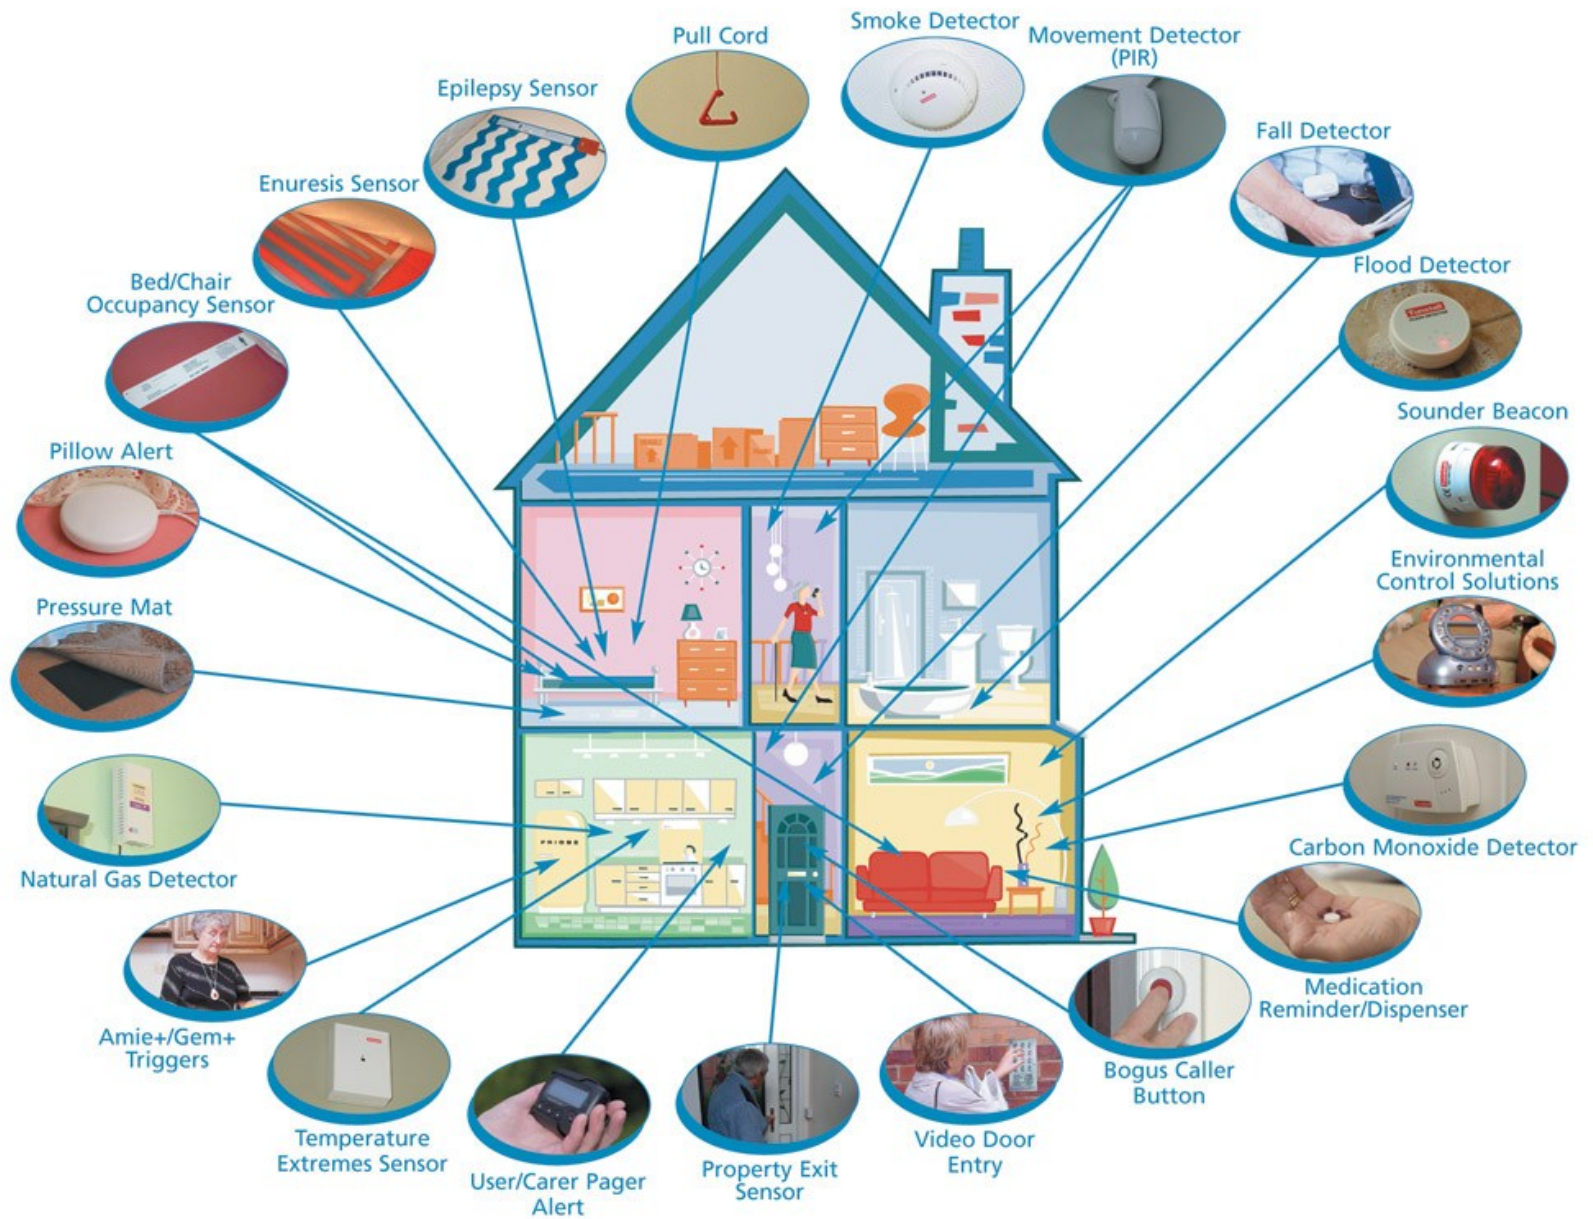 Smoke Detector
Pull Cord
Movement Detector
(PIR)
Epilepsy Sensor
Fall Detector
Enuresis Sensor
Flood Detector
Bed/Chair
Occupancy Sensor
Sounder Beacon
Pillow Alert
Environmental
Control Solutions
Pressure Mat
Carbon Monoxide Detector
Natural Gas Detector
Medication
Reminder/Dispenser
Amie+/Gem+
Triggers
Bogus Caller
Button
Temperature
Extremes Sensor
Video Door
Entry
Property Exit
Sensor
User/Carer Pager
Alert